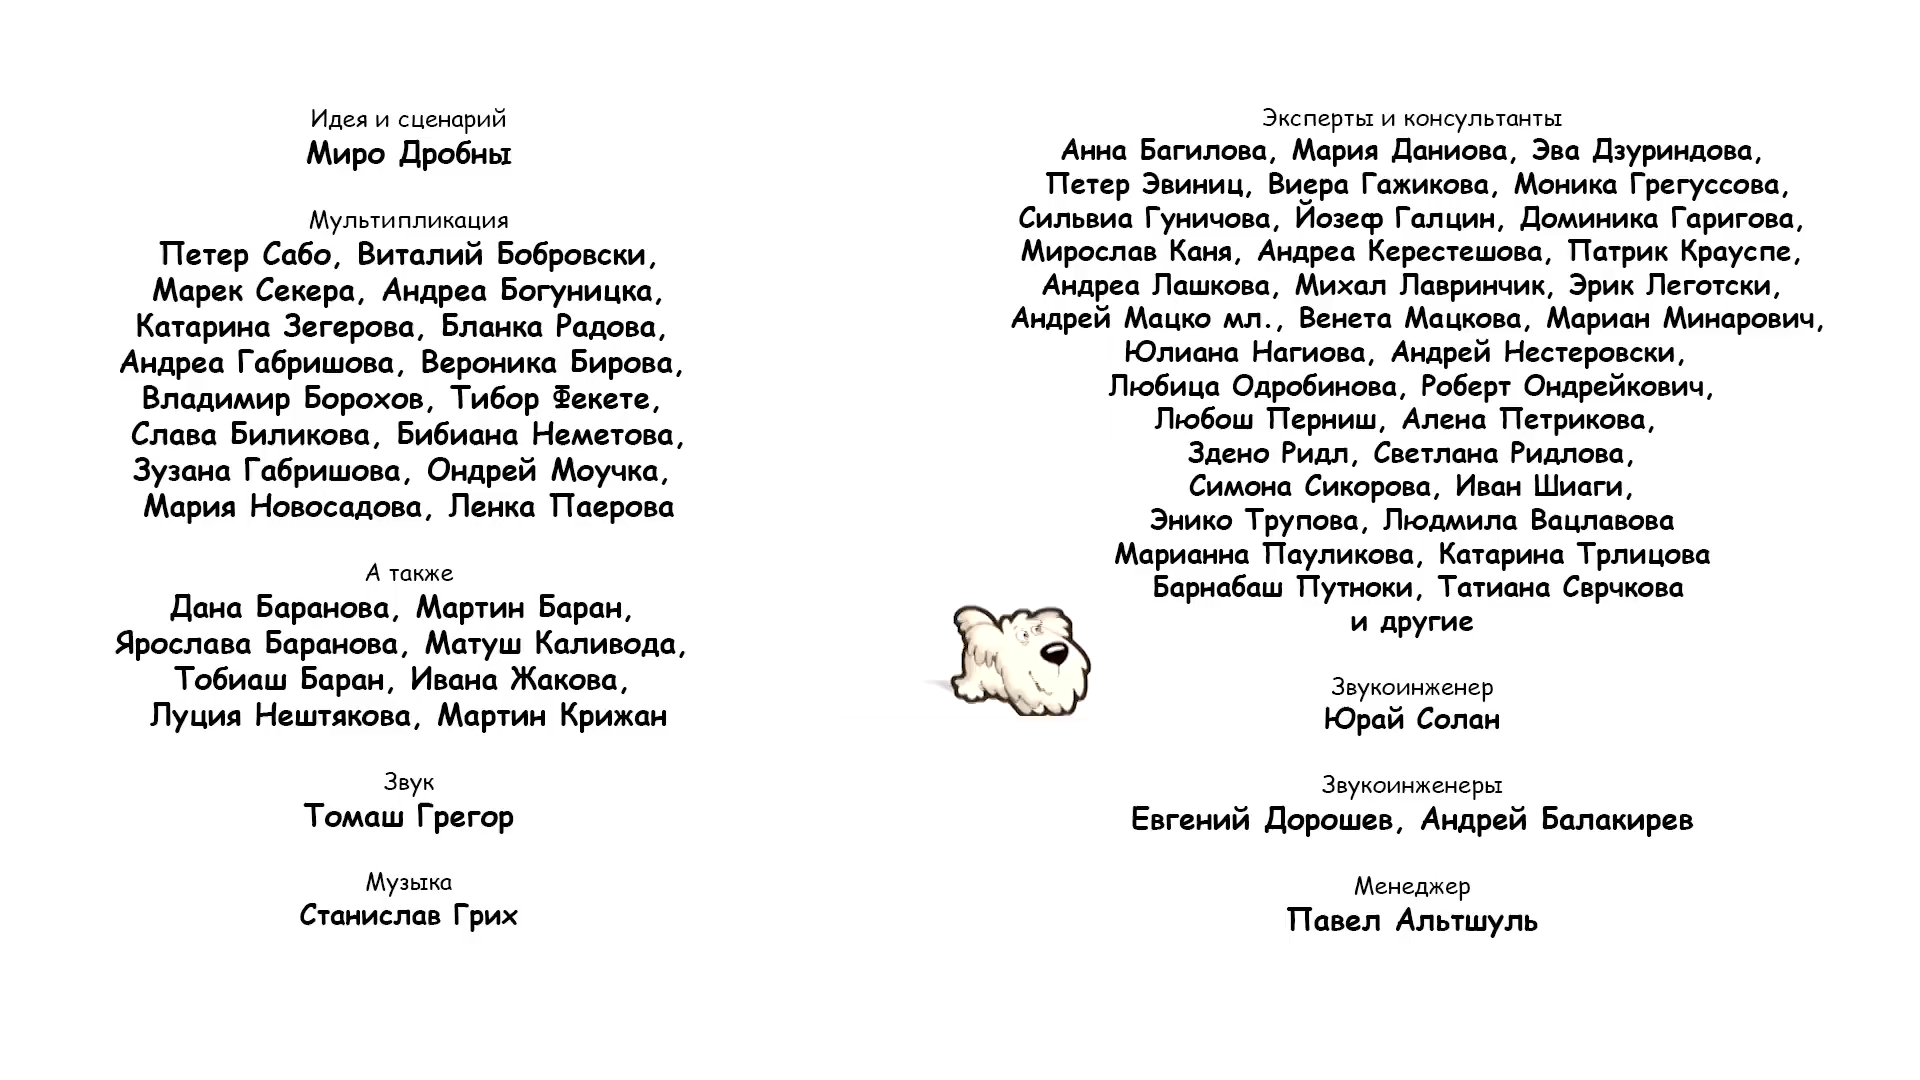 Идея и сценарий
Миро Дробны
Мультипликация
Петер Сабо, Виталий Бобровски,
Марек Секера, Андреа Богуницка,
Катарина Зегерова, Бланка Радова,
Андреа Габришова, Вероника Бирова,
Владимир Борохов, Тибор Фекете,
Слава Биликова, Бибиана Неметова,
Зузана Габришова, Ондрей Моучка,
Мария Новосадова, Ленка Паерова
А также
Дана Баранова, Мартин Баран,
Ярослава Баранова, Матуш Каливода,
Тобиаш Баран, Ивана Жакова,
Луция Нештякова, Мартин Крижан
Звук
Томаш Грегор
Музыка
Станислав Грих
Эксперты и консультанты
Анна Багилова, Мария Даниова, Эва Дзуриндова,
Петер Эвиниц, Виера Гажикова, Моника Грегуссова,
Сильвиа Гуничова, Йозеф Галцин, Доминика Гаригова,
Мирослав Каня, Андреа Керестешова, Патрик Крауспе,
Андреа Лашкова, Михал Лавринчик, Эрик Леготски,
Андрей Мацко мл., Венета Мацкова, Мариан Минарович,
Юлиана Нагиова, Андрей Нестеровски,
Любица Одробинова, Роберт Ондрейкович,
Любош Перниш, Алена Петрикова,
Здено Ридл, Светлана Ридлова,
Симона Сикорова, Иван Шиаги,
Энико Трупова, Людмила Вацлавова
Марианна Пауликова, Катарина Трлицова
Барнабаш Путноки, Татиана Сврчкова
и другие
Звукоинженер
Юрай Солан
Звукоинженеры
Евгений Дорошев, Андрей Балакирев
Менеджер
Павел Альтшуль